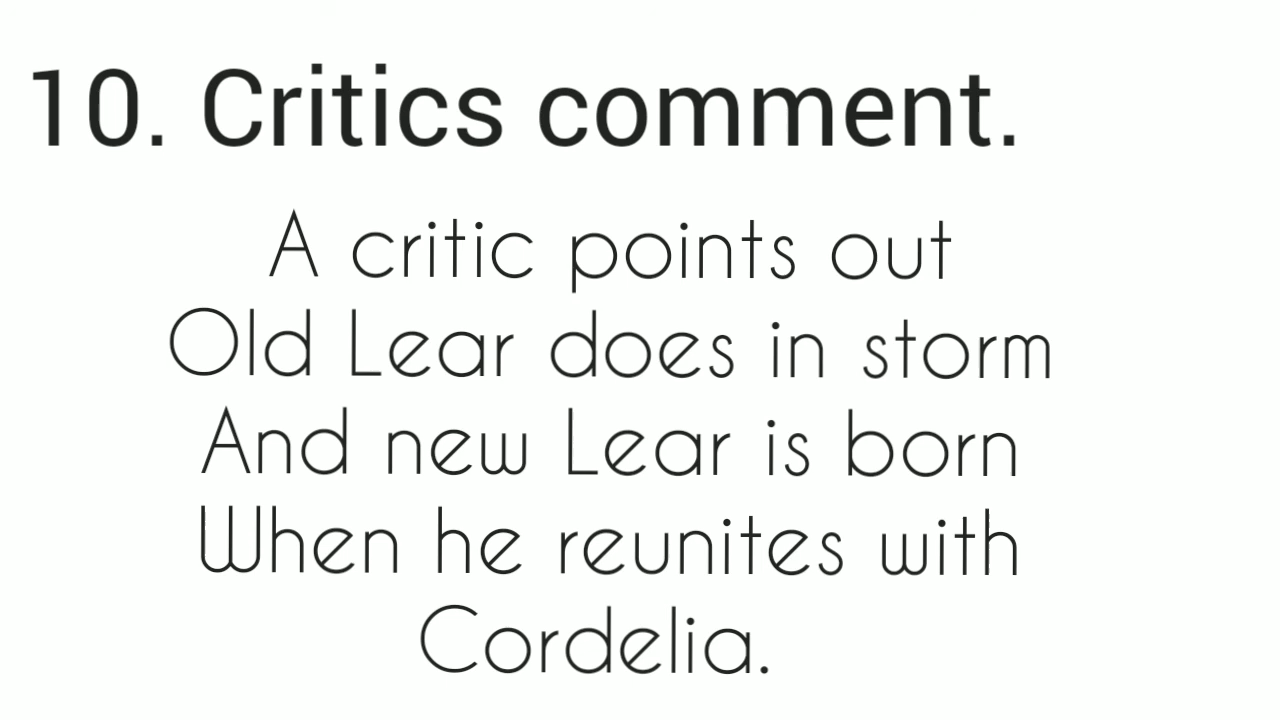 10. Critics comment.
A critic points out
Old Lear does in storm
And new Lear is born
When he reunites with
Cordelia.